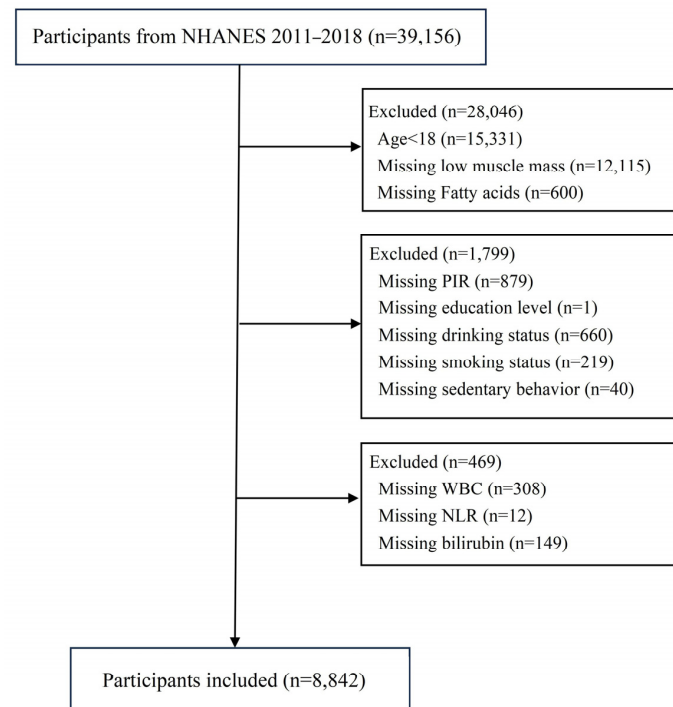 Participants from NHANES 2011–2018 (n=39,156)
Excluded (n=28,046)
Age<18 (n=15,331)
Missing low muscle mass (n=12,115)
Missing Fatty acids (n=600)
Excluded (n=1,799)
Missing PIR (n=879)
Missing education level (n=1)
Missing drinking status (n=660)
Missing smoking status (n=219)
Missing sedentary behavior (n=40)
Excluded (n=469)
Missing WBC (n=308)
Missing NLR (n=12)
Missing bilirubin (n=149)
Participants included (n=8,842)